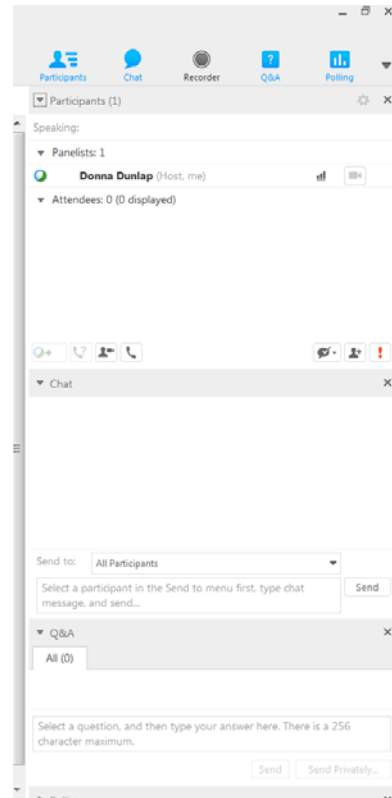 Participants Chat Recorder Q&A Polling
Participants (1)
Speaking:
Panelists: 1
Donna Dunlap (Host, me)
Attendees: 0 (0 displayed)
Chat
Send to: All Participants
Select a participant in the Send to menu first, type chat
message, and send...
Send
Q&A
All (0)
Select a question, and then type your answer here. There is a 256
character maximum.
Send Send Privately...